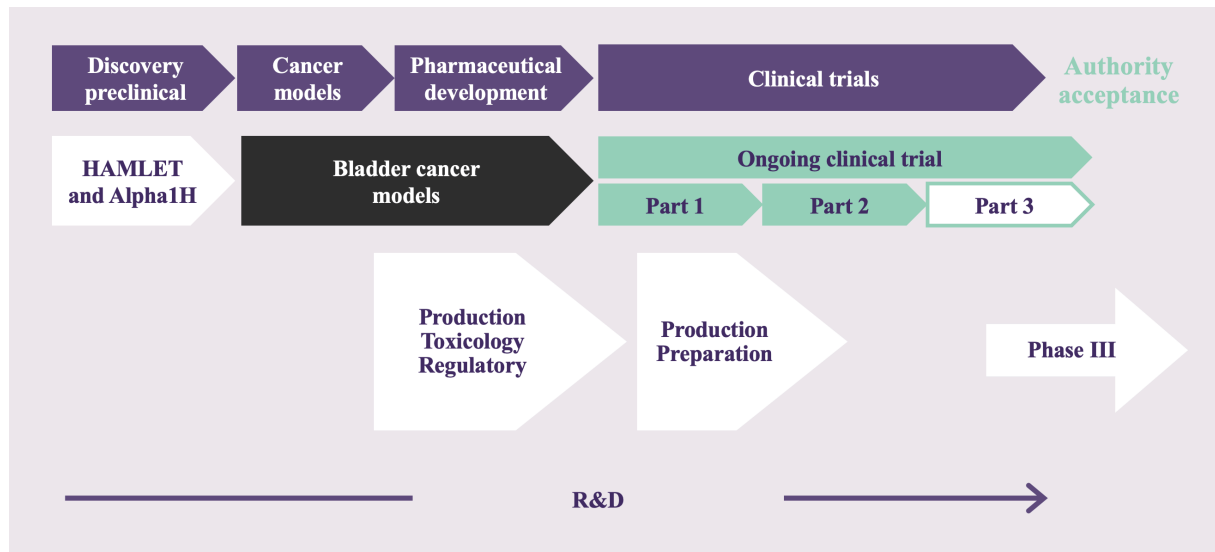 Discovery
preclinical
Cancer
models
Pharmaceutical
development
Clinical trials
Authority
acceptance
HAMLET
and Alpha1H
Bladder cancer
models
Ongoing clinical trial
Part 1
Part 2
Part 3
Production
Toxicology
Regulatory
Production
Preparation
Phase III
R&D